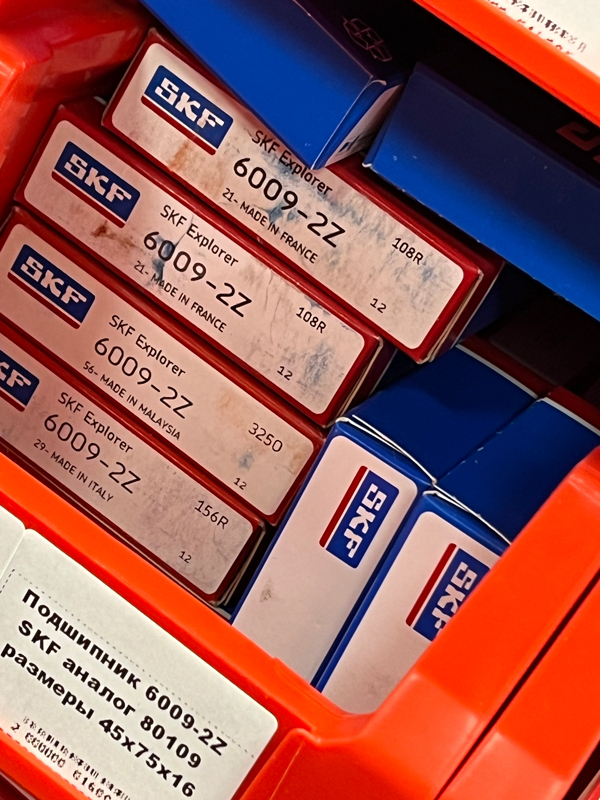 SKF
SKF Explorer
6009-2Z
21- MADE IN FRANCE
108R
12
SKF
SKF Explorer
6009-2Z
21- MADE IN FRANCE
108R
12
SKF
SKF Explorer
6009-2Z
56- MADE IN MALAYSIA
3250
12
SKF
SKF Explorer
6009-2Z
29- MADE IN ITALY
156R
12
SKF
SKF
Подшипник 6009-2Z
SKF аналог 80109
размеры 45x75x16